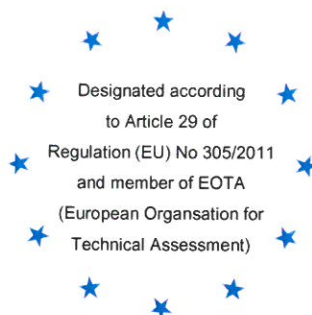 Designated according
to Article 29 of
Regulation (EU) No 305/2011
and member of EOTA
(European Organsation for
Technical Assessment)